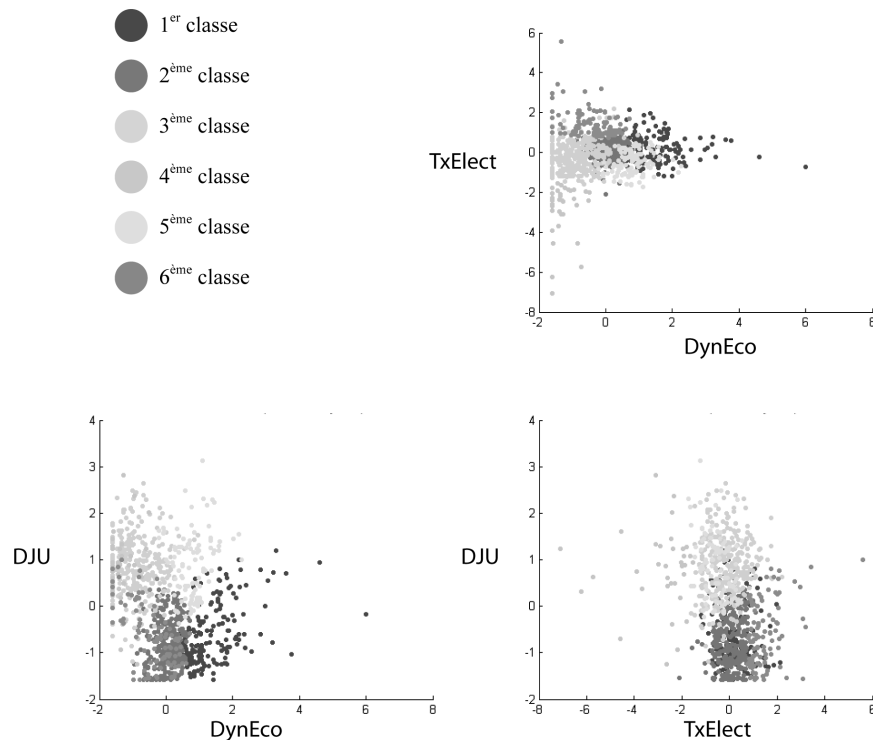 1er classe
2ème classe
3ème classe
4ème classe
5ème classe
6ème classe
6
4
2
0
-2
-4
-6
-8
TxElect
-2 0 2 4 6 8
DynEco
4
3
2
1
0
-1
-2
DJU
-2 0 2 4 6 8
DynEco
4
3
2
1
0
-1
-2
DJU
-8 -6 -4 -2 0 2 4 6
TxElect